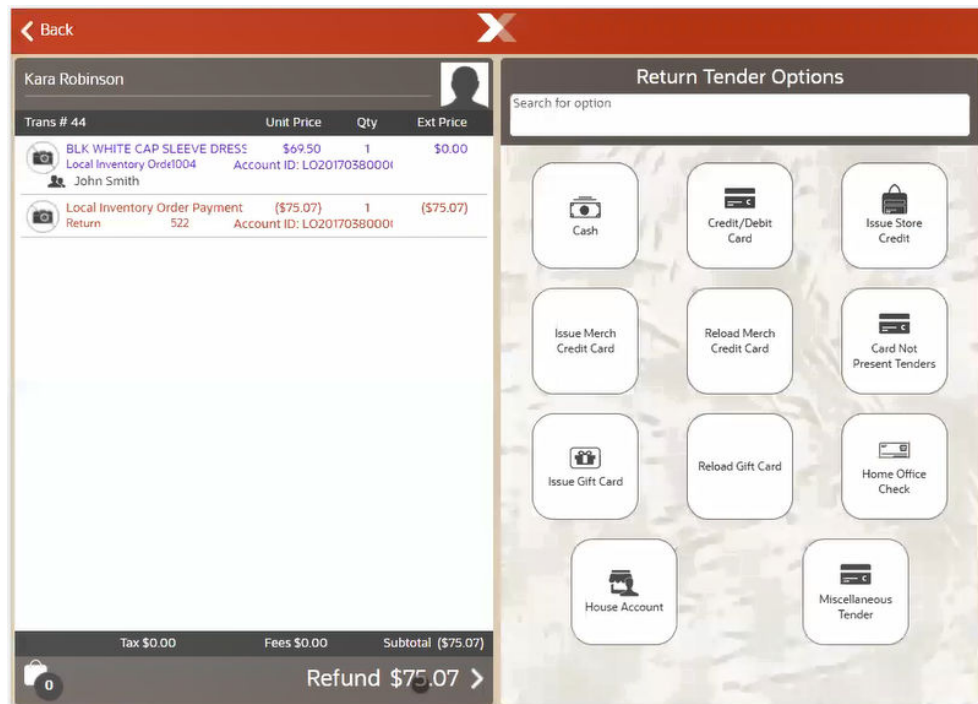 Back
Kara Robinson
Trans # 44 Unit Price Qty Ext Price
BLK WHITE CAP SLEEVE DRESS $69.50 1 $0.00
Local Inventory Orde1004 Account ID: LO2017038000
John Smith
Local Inventory Order Payment ($75.07) 1 ($75.07)
Return 522 Account ID: LO2017038000
Tax $0.00 Fees $0.00 Subtotal ($75.07)
0
Refund $75.07
Return Tender Options
Search for option
Cash
Credit/Debit
Card
Issue Store
Credit
Issue Merch
Credit Card
Reload Merch
Credit Card
Card Not
Present Tenders
Issue Gift Card
Reload Gift Card
Home Office
Check
House Account
Miscellaneous
Tender